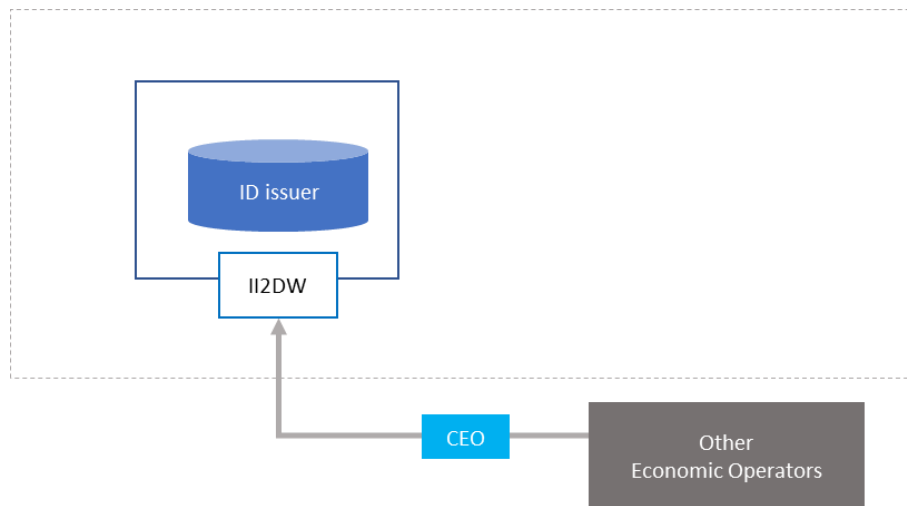 ID issuer
II2DW
CEO
Other
Economic Operators